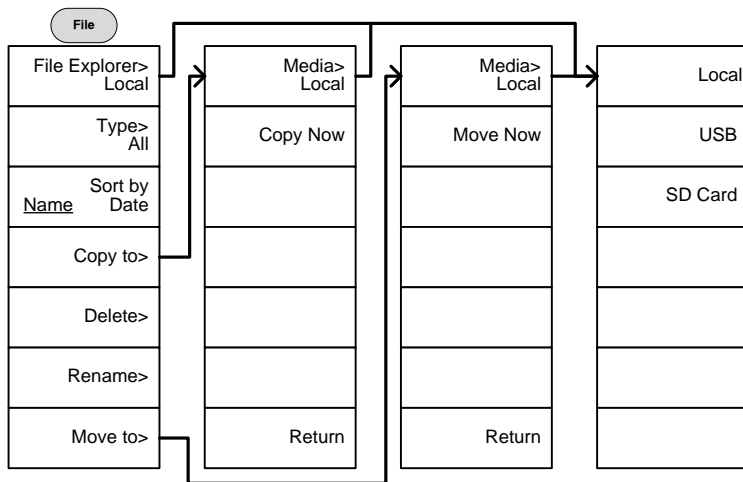 File
File Explorer>
Local
Type>
All
Sort by
Name Date
Copy to>
Delete>
Rename>
Move to>
Media>
Local
Copy Now
Return
Media>
Local
Move Now
Return
Local
USB
SD Card